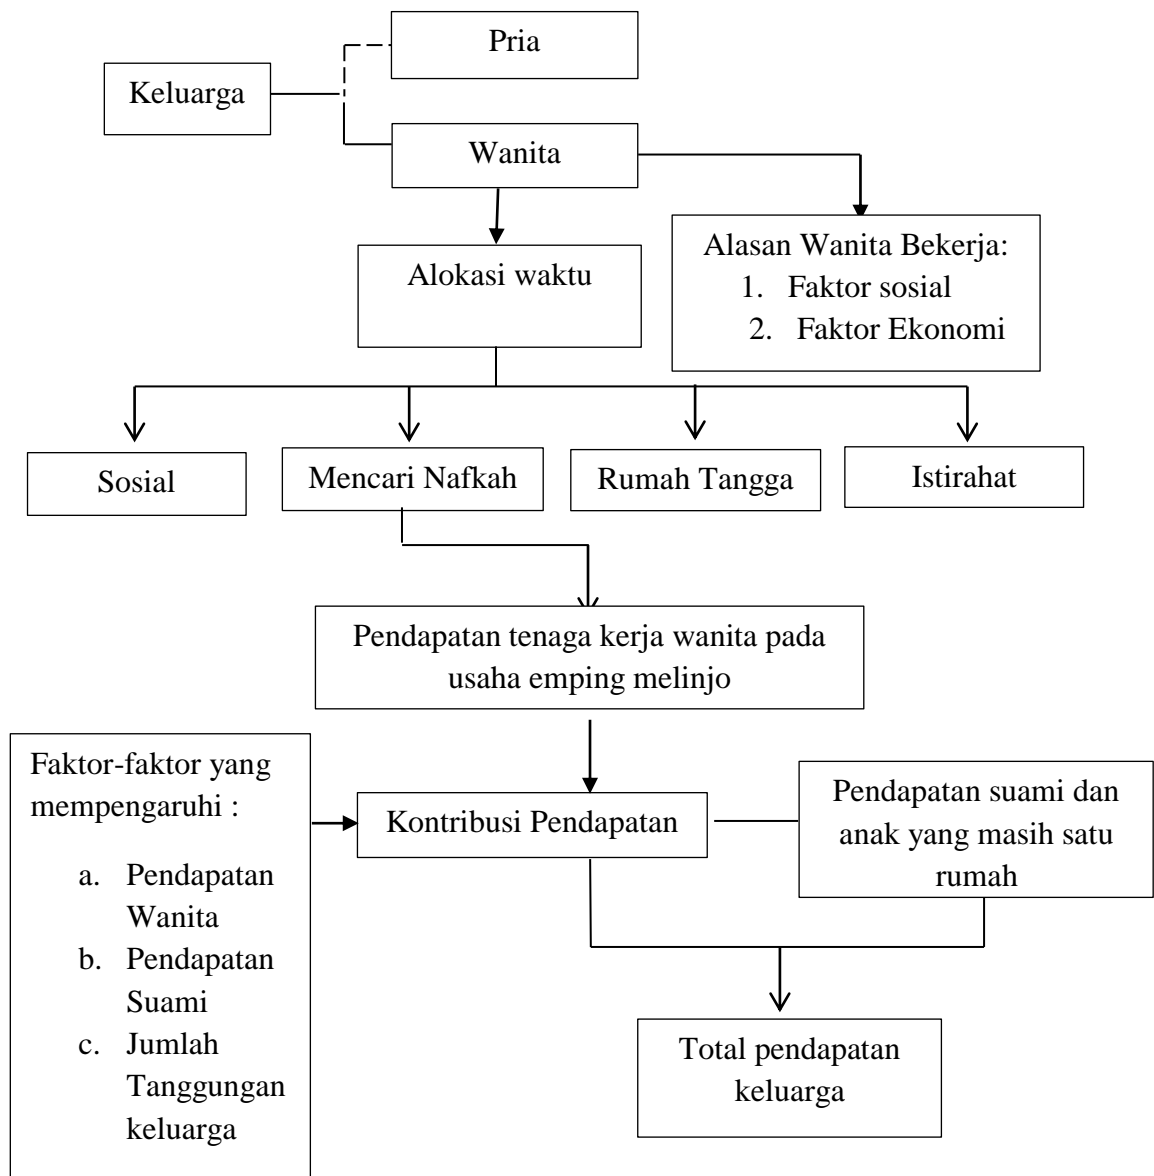 Pria
Keluarga
Wanita
Alasan Wanita Bekerja:
1. Faktor sosial
2. Faktor Ekonomi
Alokasi waktu
Sosial
Mencari Nafkah
Rumah Tangga
Istirahat
Pendapatan tenaga kerja wanita pada
usaha emping melinjo
Faktor-faktor yang
mempengaruhi :
a. Pendapatan
Wanita
b. Pendapatan
Suami
c. Jumlah
Tanggungan
keluarga
Kontribusi Pendapatan
Pendapatan suami dan
anak yang masih satu
rumah
Total pendapatan
keluarga